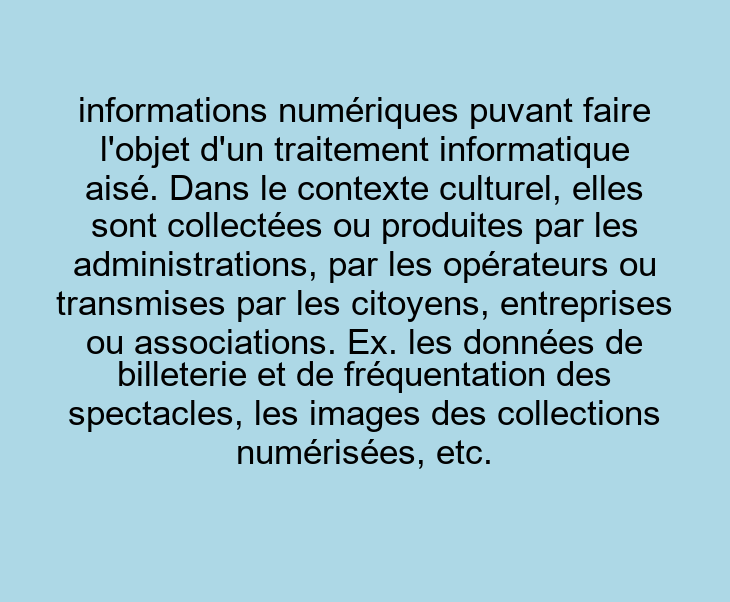 informations numériques puvant faire
l'objet d'un traitement informatique
aisé. Dans le contexte culturel, elles
sont collectées ou produites par les
administrations, par les opérateurs ou
transmises par les citoyens, entreprises
ou associations. Ex. les données de
billeterie et de fréquentation des
spectacles, les images des collections
numérisées, etc.